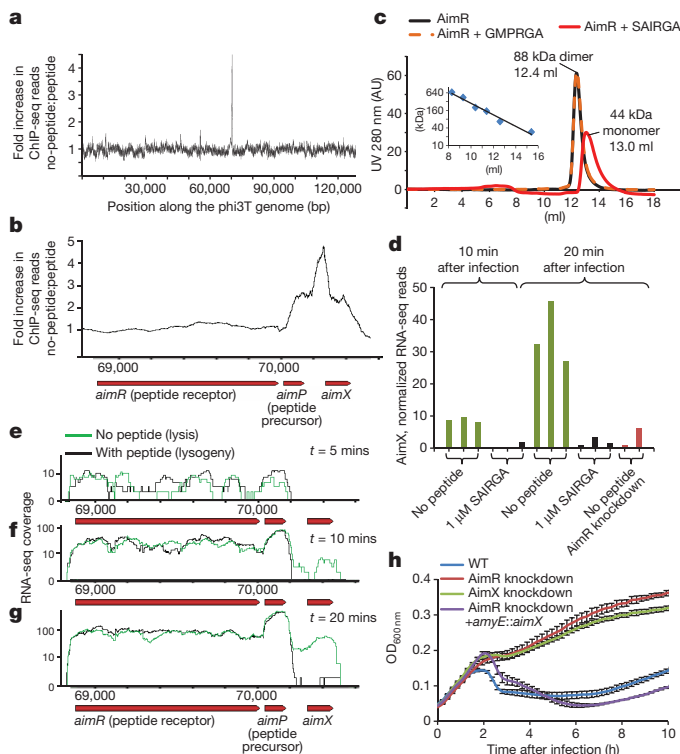 a
Fold increase in
ChIP-seq reads
no-peptide:peptide
4
3
2
1
30,000
60,000
90,000
120,000
Position along the phi3T genome (bp)
b
Fold increase in
ChIP-seq reads
no-peptide:peptide
5
4
3
2
1
69,000
70,000
aimR (peptide receptor)
aimP
(peptide
precursor)
aimX
c
AimR
AimR + GMPRGA
AimR + SAIRGA
88 kDa dimer
12.4 ml
44 kDa
monomer
13.0 ml
UV 280 nm (AU)
60
40
20
0
0 2 4 6 8 10 12 14 16 18
(ml)
(kDa)
640
160
40
10
8 10 12 14 16
(ml)
d
10 min
after infection
20 min
after infection
AimX, normalized RNA-seq reads
50
40
30
20
10
0
No peptide
1 μM SAIRGA
No peptide
1 μM SAIRGA
No peptide
AimR knockdown
No peptide (lysis)
With peptide (lysogeny)
RNA-seq coverage
e
t = 5 mins
10
0
69,000
70,000
f
t = 10 mins
100
10
0
69,000
70,000
g
t = 20 mins
100
10
0
69,000
70,000
aimR (peptide receptor)
aimP
(peptide
precursor)
aimX
h
WT
AimR knockdown
AimX knockdown
AimR knockdown
+amyE::aimX
OD600 nm
0.4
0.3
0.2
0.1
0
0 2 4 6 8 10
Time after infection (h)